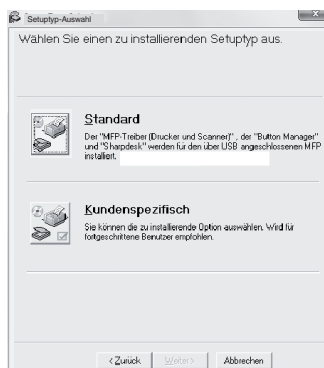 Setuptyp-Auswahl
Wählen Sie einen zu installierenden Setuptyp aus.
Standard
Der "MFP-Treiber (Drucker und Scanner)" , der "Button Manager"
und "Sharpdesk" werden für den über USB angeschlossenen MFP
installiert.
Kundenspezifisch
Sie können die zu installierende Option auswählen. Wird für
fortgeschrittene Benutzer empfohlen.
< Zurück Weiter > Abbrechen